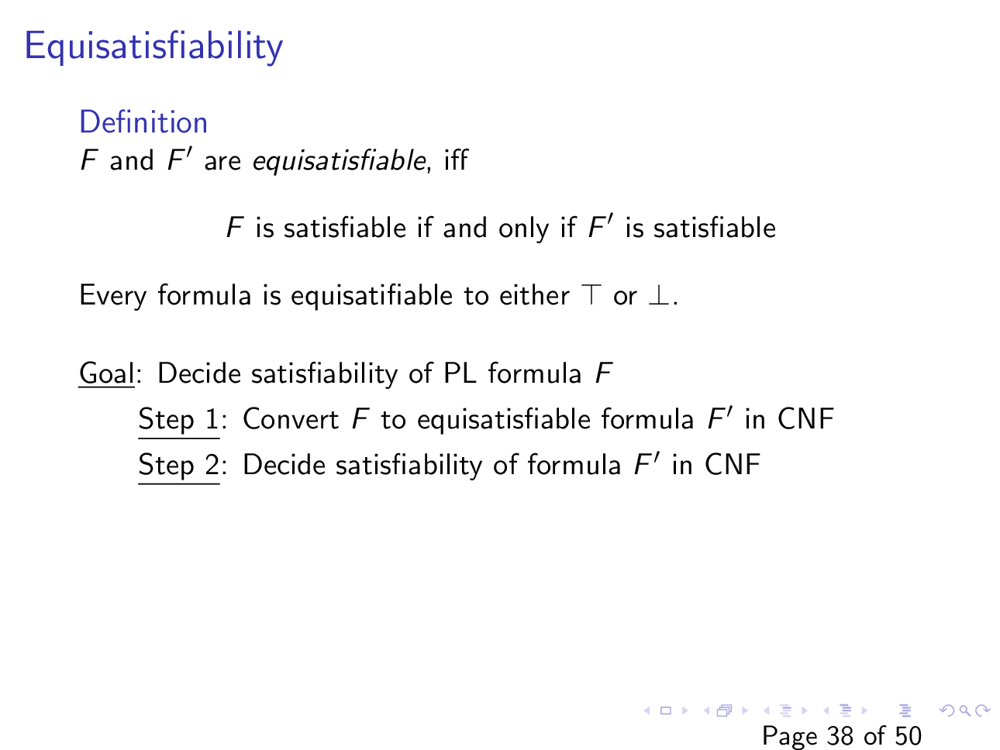 Equisatisfiability
Definition
F and F′ are equisatisfiable, iff
F is satisfiable if and only if F′ is satisfiable
Every formula is equisatifiable to either ⊤ or ⊥.
Goal: Decide satisfiability of PL formula F
Step 1: Convert F to equisatisfiable formula F′ in CNF
Step 2: Decide satisfiability of formula F′ in CNF
Page 38 of 50